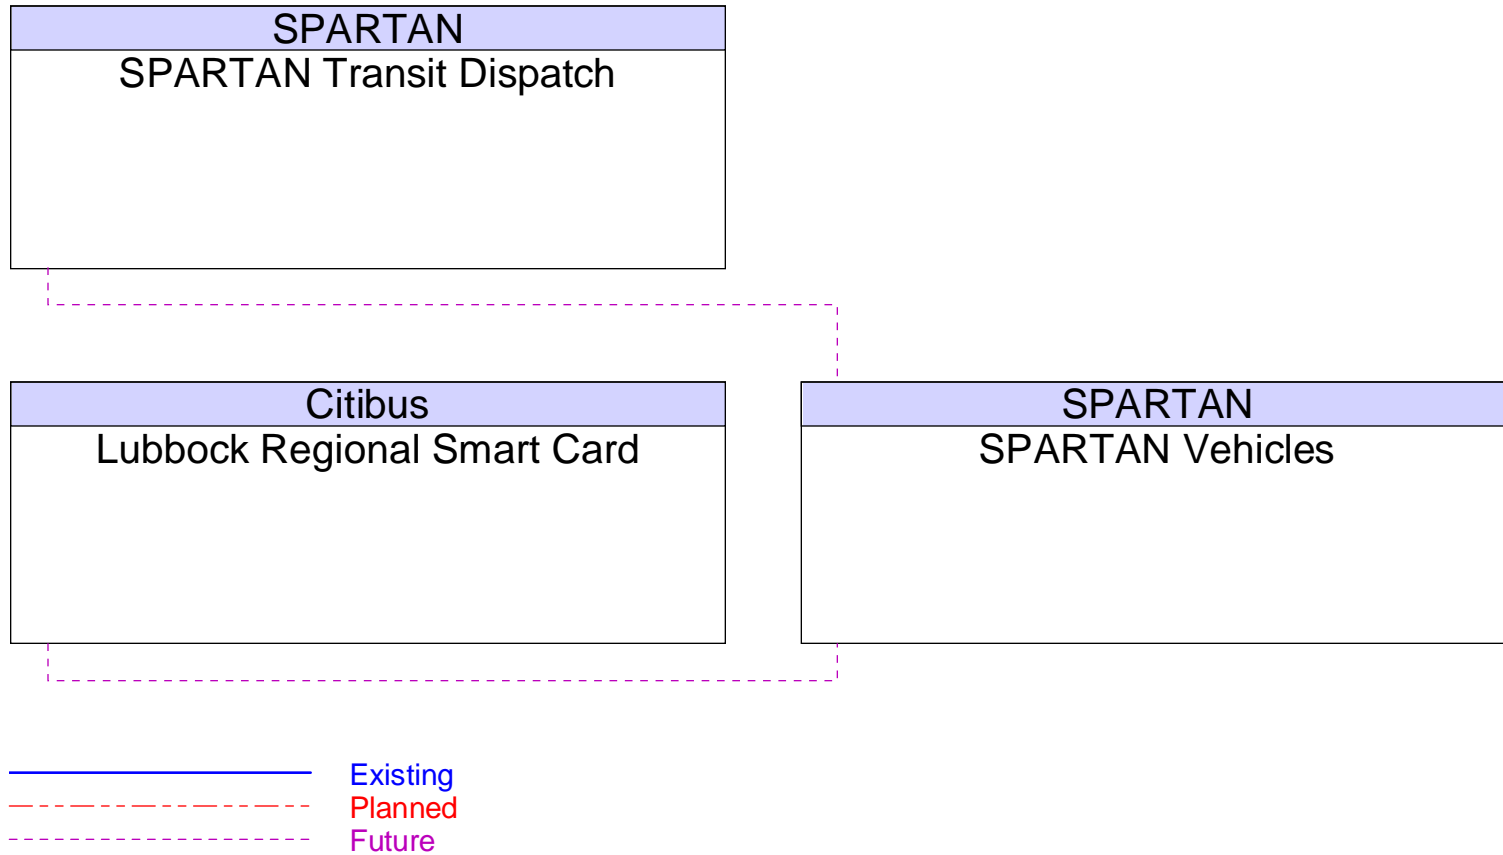 SPARTAN
SPARTAN Transit Dispatch
Citibus
Lubbock Regional Smart Card
SPARTAN
SPARTAN Vehicles
Existing
Planned
Future